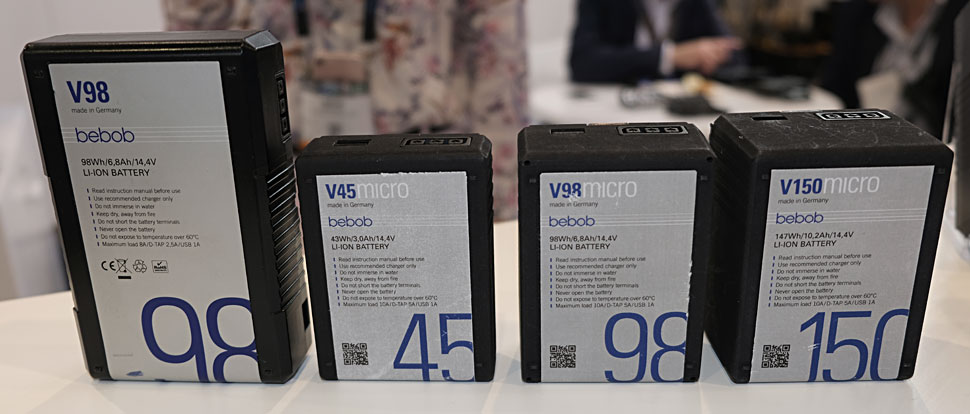 V98
made in Germany
bebob
98Wh/6,8Ah/14,4V
LI-ION BATTERY
Read instruction manual before use
Use recommended charger only
Do not immerse in water
Keep dry, away from fire
Do not short the battery terminals
Never open the battery
Do not expose to temperature over 60°C
Maximum load 8A/D-TAP 2,5A/USB 1A
CE
98
V45micro
made in Germany
bebob
43Wh/3,0Ah/14,4V
LI-ION BATTERY
Read instruction manual before use
Use recommended charger only
Do not immerse in water
Keep dry, away from fire
Do not short the battery terminals
Never open the battery
Do not expose to temperature over 60°C
Maximum load 10A/D-TAP 5A/USB 1A
45
V98micro
made in Germany
bebob
98Wh/6,8Ah/14,4V
LI-ION BATTERY
Read instruction manual before use
Use recommended charger only
Do not immerse in water
Keep dry, away from fire
Do not short the battery terminals
Never open the battery
Do not expose to temperature over 60°C
Maximum load 10A/D-TAP 5A/USB 1A
98
V150micro
made in Germany
bebob
147Wh/10,2Ah/14,4V
LI-ION BATTERY
Read instruction manual before use
Use recommended charger only
Do not immerse in water
Keep dry, away from fire
Do not short the battery terminals
Never open the battery
Do not expose to temperature over 60°C
Maximum load 10A/D-TAP 5A/USB 1A
150